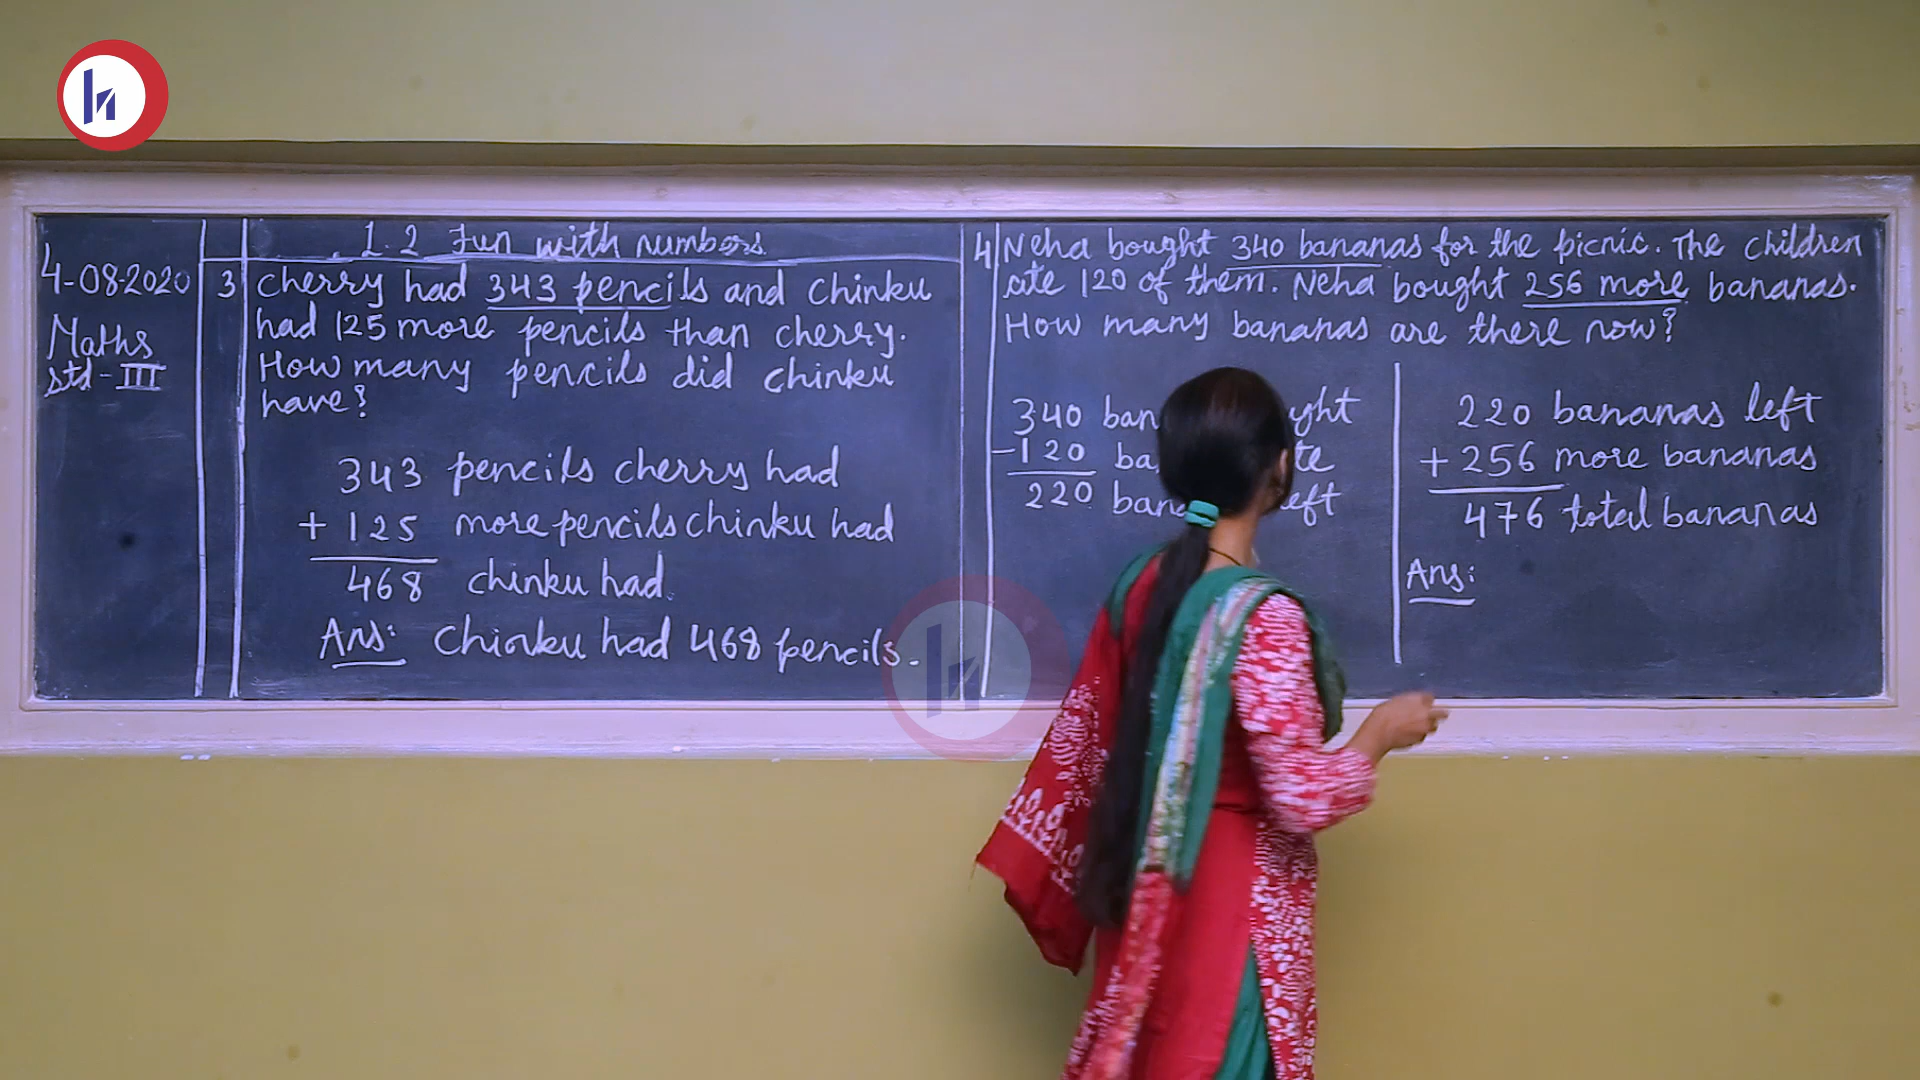 4-08-2020
Maths
std - III
1.2 Fun with numbers
3 Cherry had 343 pencils and Chinku
had 125 more pencils than cherry.
How many pencils did Chinku
have?
343 pencils cherry had
+ 125 more pencils chinku had
468 chinku had.
Ans: Chinku had 468 pencils.
4 Neha bought 340 bananas for the picnic. The children
ate 120 of them. Neha bought 256 more bananas.
How many bananas are there now?
340
- 120
220
220 bananas left
+ 256 more bananas
476 total bananas
Ans: